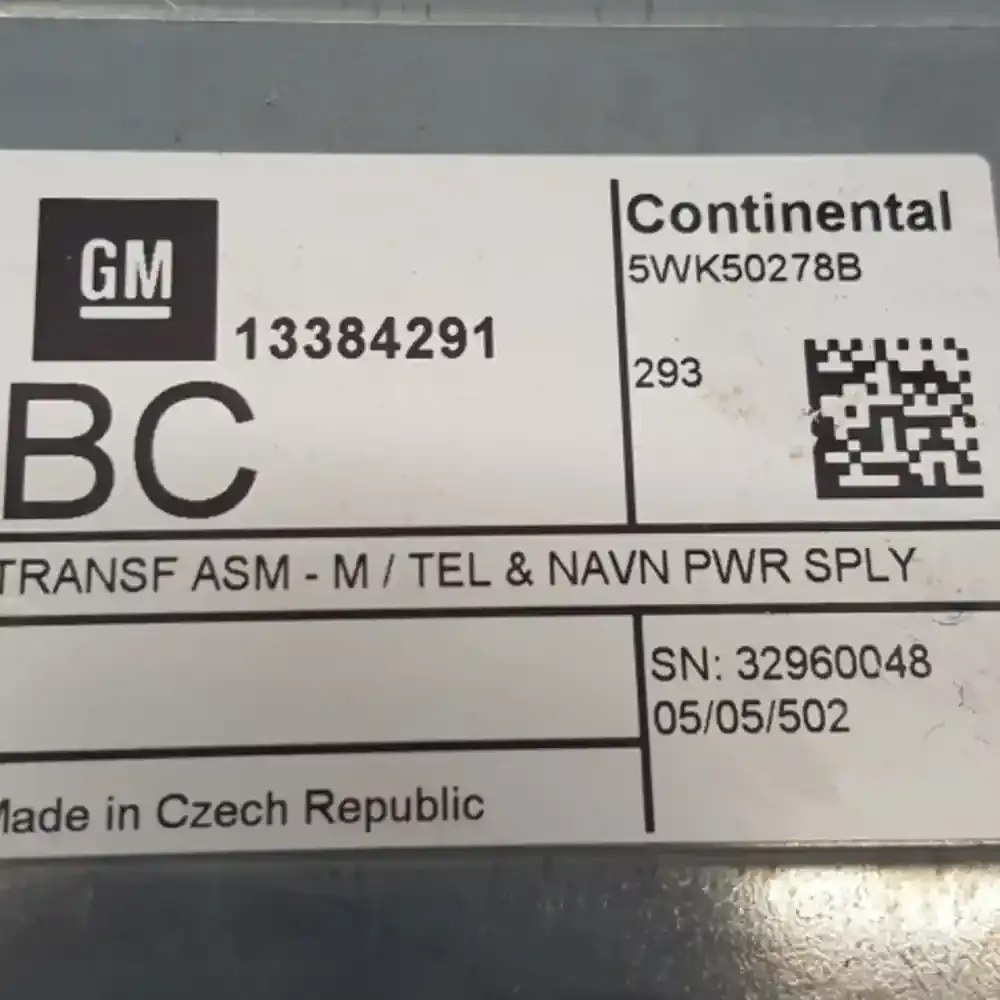 GM
13384291
BC
Continental
5WK50278B
293
TRANSF ASM - M / TEL & NAVN PWR SPLY
SN: 32960048
05/05/502
Made in Czech Republic